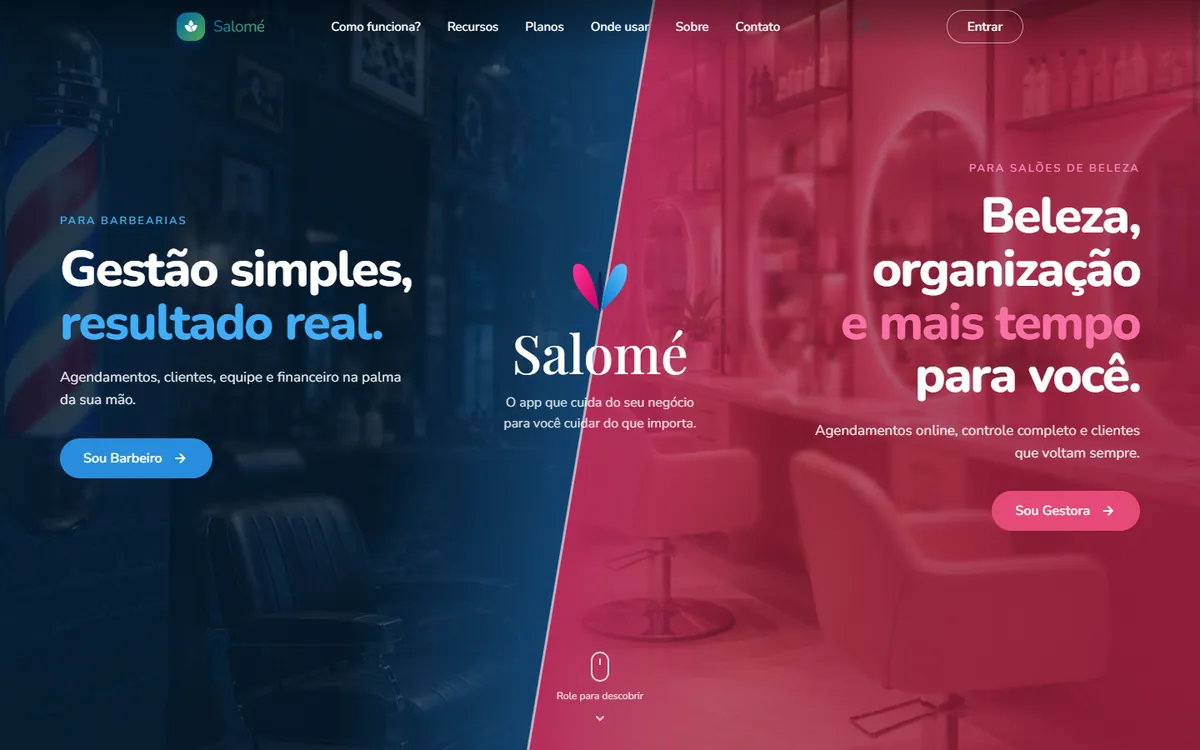 Salomé
Como funciona?
Recursos
Planos
Onde usar
Sobre
Contato
Entrar
PARA BARBEARIAS
Gestão simples,
resultado real.
Agendamentos, clientes, equipe e financeiro na palma
da sua mão.
Sou Barbeiro
Salomé
O app que cuida do seu negócio
para você cuidar do que importa.
PARA SALÕES DE BELEZA
Beleza,
organização
e mais tempo
para você.
Agendamentos online, controle completo e clientes
que voltam sempre.
Sou Gestora
Role para descobrir